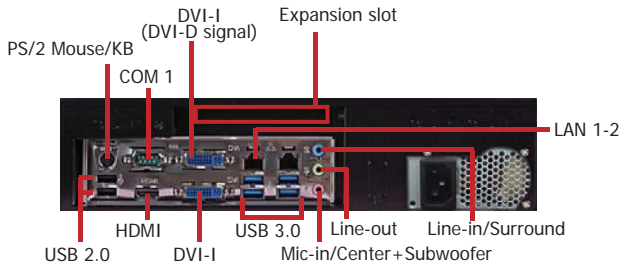 DVI-I
(DVI-D signal)
Expansion slot
PS/2 Mouse/KB
COM 1
LAN 1-2
USB 2.0
HDMI
DVI-I
USB 3.0
Line-out
Line-in/Surround
Mic-in/Center+Subwoofer